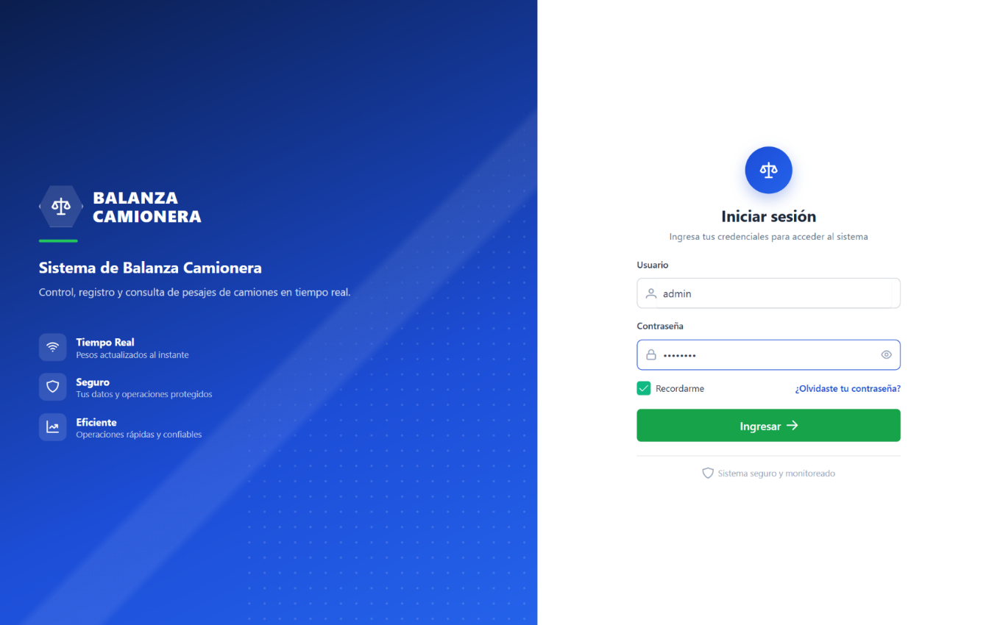 BALANZA
CAMIONERA
Sistema de Balanza Camionera
Control, registro y consulta de pesajes de camiones en tiempo real.
Tiempo Real
Pesos actualizados al instante
Seguro
Tus datos y operaciones protegidos
Eficiente
Operaciones rápidas y confiables
Iniciar sesión
Ingresa tus credenciales para acceder al sistema
Usuario
admin
Contraseña
••••••••
Recordarme
¿Olvidaste tu contraseña?
Ingresar →
Sistema seguro y monitoreado